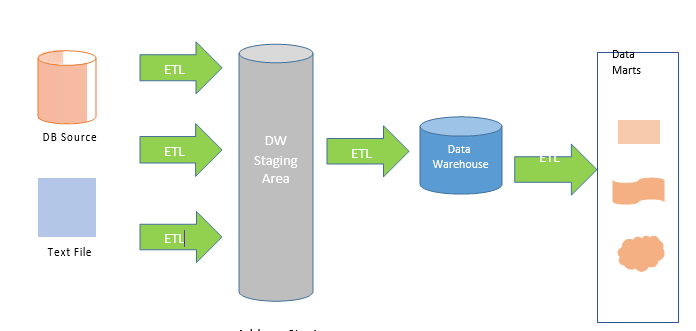 DB Source
Text File
ETL
ETL
ETL
DW
Staging
Area
ETL
Data
Warehouse
ETL
Data
Marts